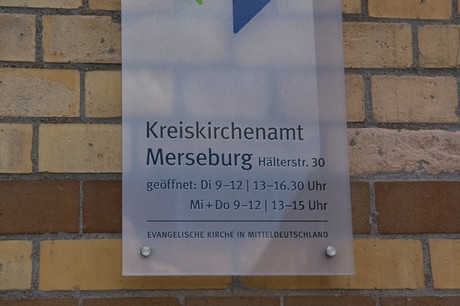 Kreiskirchenamt
Merseburg Hälterstr. 30
geöffnet: Di 9–12 | 13–16.30 Uhr
Mi + Do 9–12 | 13–15 Uhr
EVANGELISCHE KIRCHE IN MITTELDEUTSCHLAND